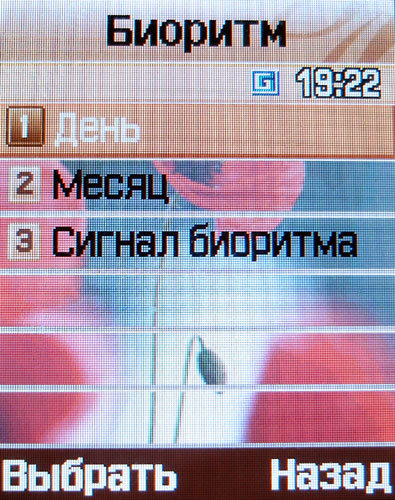 Биоритм
G 19:22
1 День
2 Месяц
3 Сигнал биоритма
Выбрать Назад